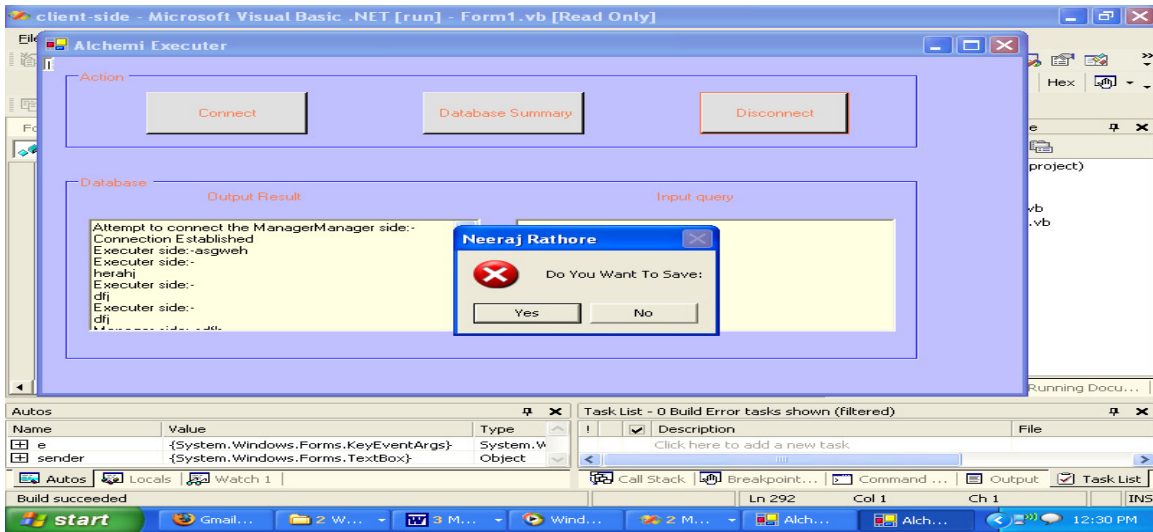 client-side - Microsoft Visual Basic .NET [run] - Form1.vb [Read Only]
File
Alchemi Executer
Action
Connect
Database Summary
Disconnect
Hex
Database
Output Result
Input query
Attempt to connect the ManagerManager side:-
Connection Established
Executer side:-asgweh
Executer side:-
herahj
Executer side:-
dfj
Executer side:-
dfj
Neeraj Rathore
Do You Want To Save:
Yes
No
project)
.vb
Running Docu...
Autos
Name Value Type
e {System.Windows.Forms.KeyEventArgs} System.W
sender {System.Windows.Forms.TextBox} Object
Autos Locals Watch 1
Task List - 0 Build Error tasks shown (filtered)
! Description File
Click here to add a new task
Call Stack Breakpoint... Command ... Output Task List
Build succeeded Ln 292 Col 1 Ch 1 INS
start Gmail... 2 W... 3 M... Wind... 2 M... Alch... Alch... 12:30 PM